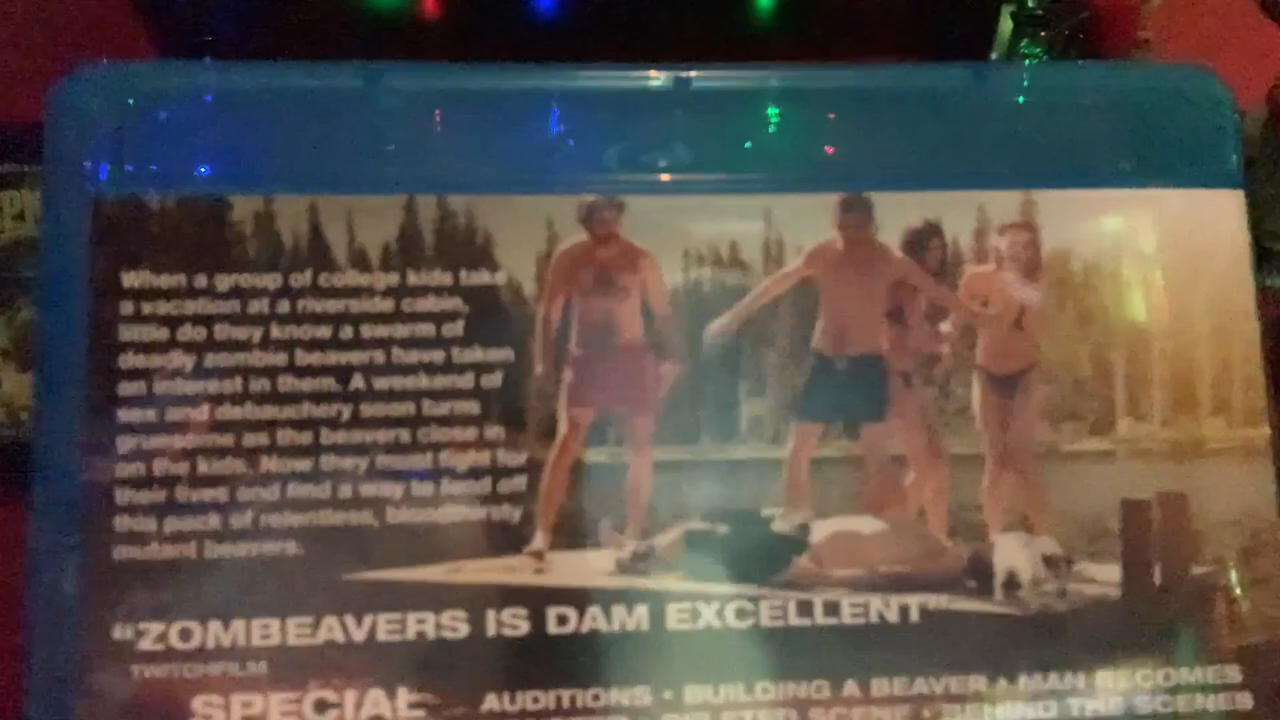 When a group of college kids take
a vacation at a riverside cabin,
little do they know a swarm of
deadly zombie beavers have taken
an interest in them. A weekend of
sex and debauchery soon turns
gruesome as the beavers close in
on the kids. Now they must fight for
their lives and find a way to fend off
this pack of relentless, bloodthirsty
mutant beavers.
"ZOMBEAVERS IS DAM EXCELLENT"
TWITCHFILM
SPECIAL
AUDITIONS • BUILDING A BEAVER • MAN BECOMES
DELETED SCENE • BEHIND THE SCENES